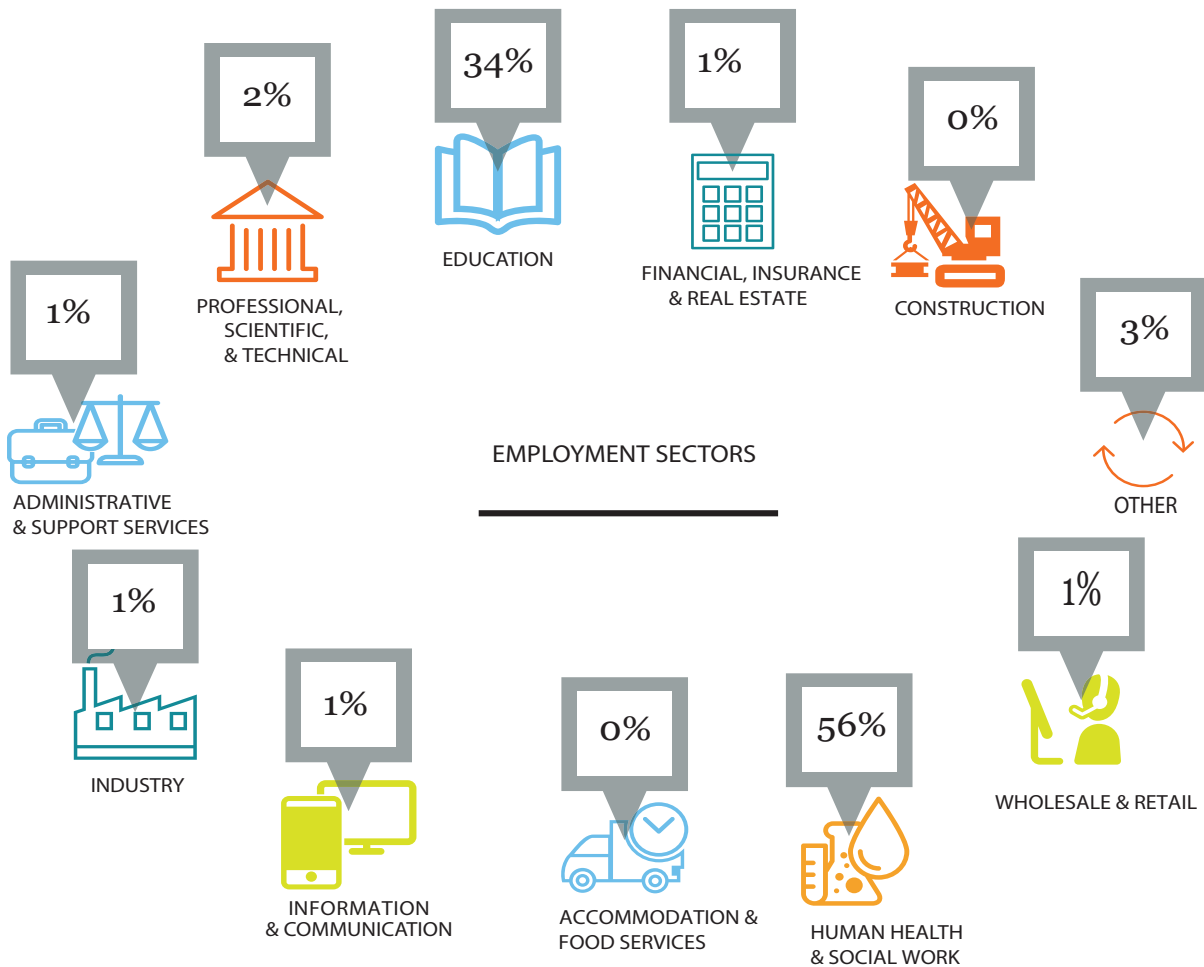 34%
EDUCATION
1%
FINANCIAL, INSURANCE
& REAL ESTATE
2%
PROFESSIONAL,
SCIENTIFIC,
& TECHNICAL
0%
CONSTRUCTION
1%
ADMINISTRATIVE
& SUPPORT SERVICES
3%
OTHER
EMPLOYMENT SECTORS
1%
INDUSTRY
1%
WHOLESALE & RETAIL
1%
INFORMATION
& COMMUNICATION
0%
ACCOMMODATION &
FOOD SERVICES
56%
HUMAN HEALTH
& SOCIAL WORK